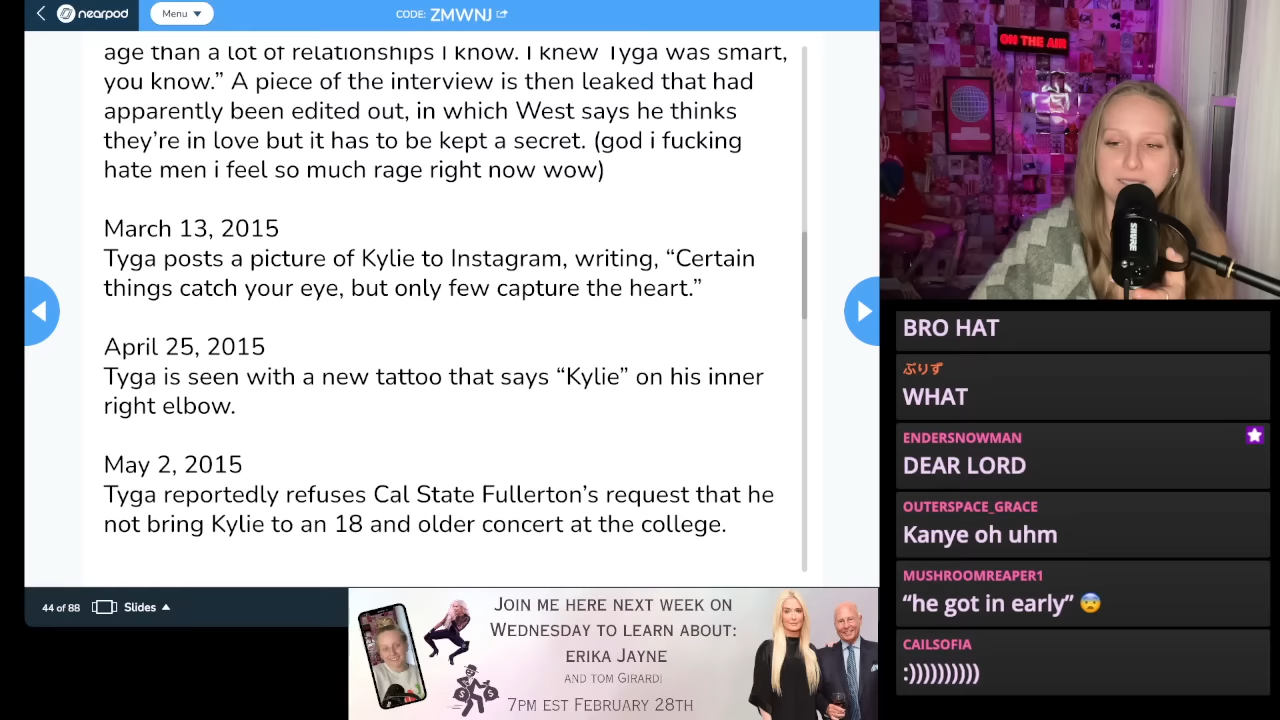 nearpod
Menu
CODE: ZMWNJ
age than a lot of relationships I know. I knew Tyga was smart,
you know.” A piece of the interview is then leaked that had
apparently been edited out, in which West says he thinks
they’re in love but it has to be kept a secret. (god i fucking
hate men i feel so much rage right now wow)
March 13, 2015
Tyga posts a picture of Kylie to Instagram, writing, “Certain
things catch your eye, but only few capture the heart.”
April 25, 2015
Tyga is seen with a new tattoo that says “Kylie” on his inner
right elbow.
May 2, 2015
Tyga reportedly refuses Cal State Fullerton’s request that he
not bring Kylie to an 18 and older concert at the college.
44 of 88
Slides
JOIN ME HERE NEXT WEEK ON
WEDNESDAY TO LEARN ABOUT:
ERIKA JAYNE
AND TOM GIRARDI
7PM EST FEBRUARY 28TH
ON THE AIR
SHURE
BRO HAT
ぶりず
WHAT
ENDERSNOWMAN
DEAR LORD
OUTERSPACE_GRACE
Kanye oh uhm
MUSHROOMREAPER1
“he got in early” 😨
CAILSOFIA
:))))))))))